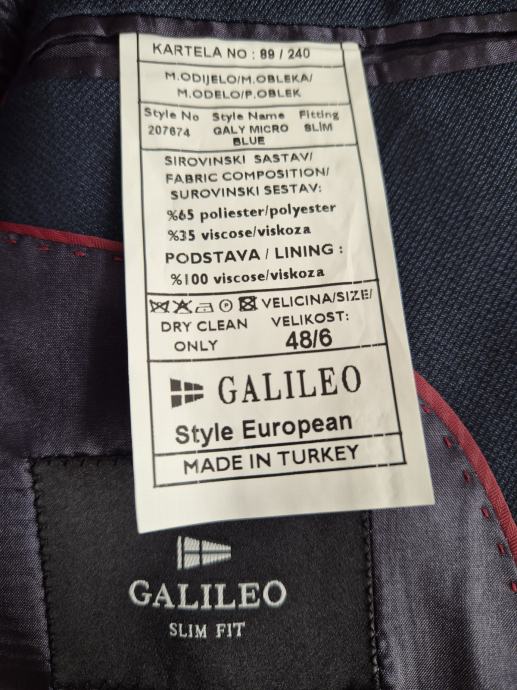 KARTELA NO : 89 / 240
M.ODIJELO/M.OBLEKA/
M.ODELO/P.OBLEK
Style No Style Name Fitting
207674 GALY MICRO SLİM
BLUE
SIROVINSKI SASTAV/
FABRIC COMPOSITION/
SUROVINSKI SESTAV:
%65 poliester/polyester
%35 viscose/viskoza
PODSTAVA / LINING :
%100 viscose/viskoza
VELICINA/SIZE/
DRY CLEAN VELIKOST:
ONLY 48/6
GALILEO
Style European
MADE IN TURKEY
GALILEO
SLIM FIT